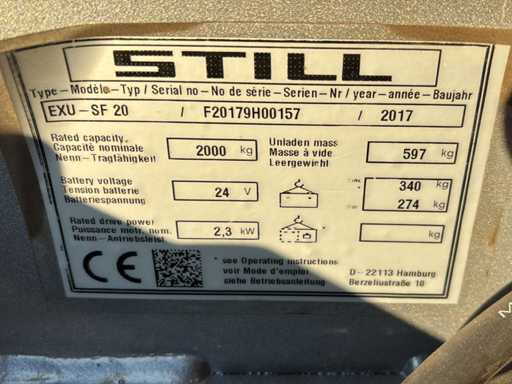 STILL
Type - Modèle - Typ / Serial no - No de série - Serien - Nr / year - année - Baujahr
EXU - SF 20 / F20179H00157 / 2017
Rated capacity
Capacité nominale
Nenn - Tragfähigkeit
2000 kg
Unladen mass
Masse à vide
Leergewicht
597 kg
Battery voltage
Tension batterie
Batteriespannung
24 V
340 kg
274 kg
Rated drive power
Puissance motr. nom.
Nenn - Antriebsleist
2,3 kW
kg
CE
* see Operating instructions
voir Mode d'emploi
siehe Betriebsanleitung
D - 22113 Hamburg
Berzeliustraße 10